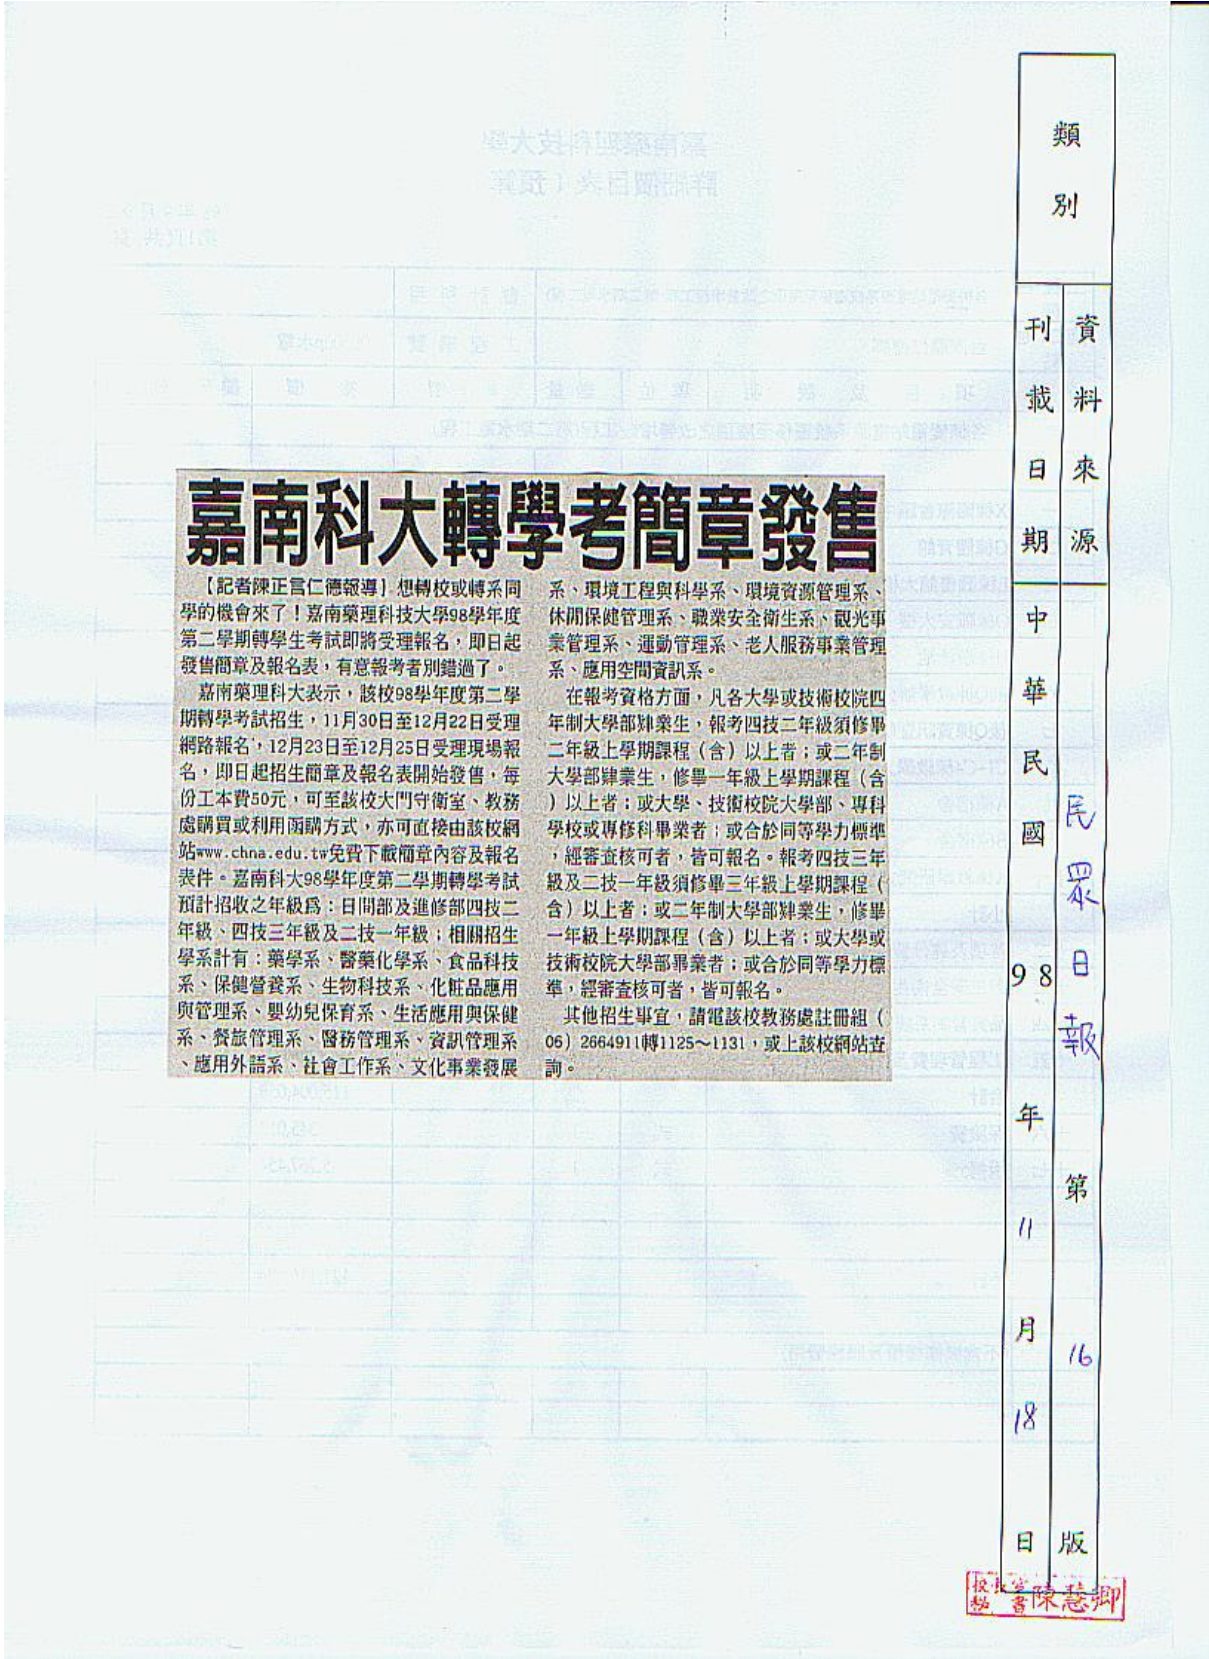 嘉南科大轉學考簡章發售
【記者陳正言仁德報導】想轉校或轉系同
學的機會來了！嘉南藥理科技大學98學年度
第二學期轉學生考試即將受理報名，即日起
發售簡章及報名表，有意報考者別錯過了。
嘉南藥理科大表示，該校98學年度第二學
期轉學考試招生，11月30日至12月22日受理
網路報名，12月23日至12月25日受理現場報
名，即日起招生簡章及報名表開始發售，每
份工本費50元，可至該校大門守衛室、教務
處購買或利用函購方式，亦可直接由該校網
站www.chna.edu.tw免費下載簡章內容及報名
表件。嘉南科大98學年度第二學期轉學考試
預計招收之年級為：日間部及進修部四技二
年級、四技三年級及二技一年級；相關招生
學系計有：藥學系、醫藥化學系、食品科技
系、保健營養系、生物科技系、化粧品應用
與管理系、嬰幼兒保育系、生活應用與保健
系、餐旅管理系、醫務管理系、資訊管理系
、應用外語系、社會工作系、文化事業發展
系、環境工程與科學系、環境資源管理系、
休閒保健管理系、職業安全衛生系、觀光事
業管理系、運動管理系、老人服務事業管理
系、應用空間資訊系。
在報考資格方面，凡各大學或技術校院四
年制大學部肄業生，報考四技二年級須修畢
二年級上學期課程（含）以上者；或二年制
大學部肄業生，修畢一年級上學期課程（含
）以上者；或大學、技術校院大學部、專科
學校或專修科畢業者；或合於同等學力標準
，經審查核可者，皆可報名。報考四技三年
級及二技一年級須修畢三年級上學期課程（
含）以上者；或二年制大學部肄業生，修畢
一年級上學期課程（含）以上者；或大學或
技術校院大學部畢業者；或合於同等學力標
準，經審查核可者，皆可報名。
其他招生事宜，請電該校教務處註冊組（
06）2664911轉1125～1131，或上該校網站查
詢。
類別
資料來源
民眾日報 第 16 版
刊載日期
中華民國 98 年 11 月 18 日
秘書
陳慧卿